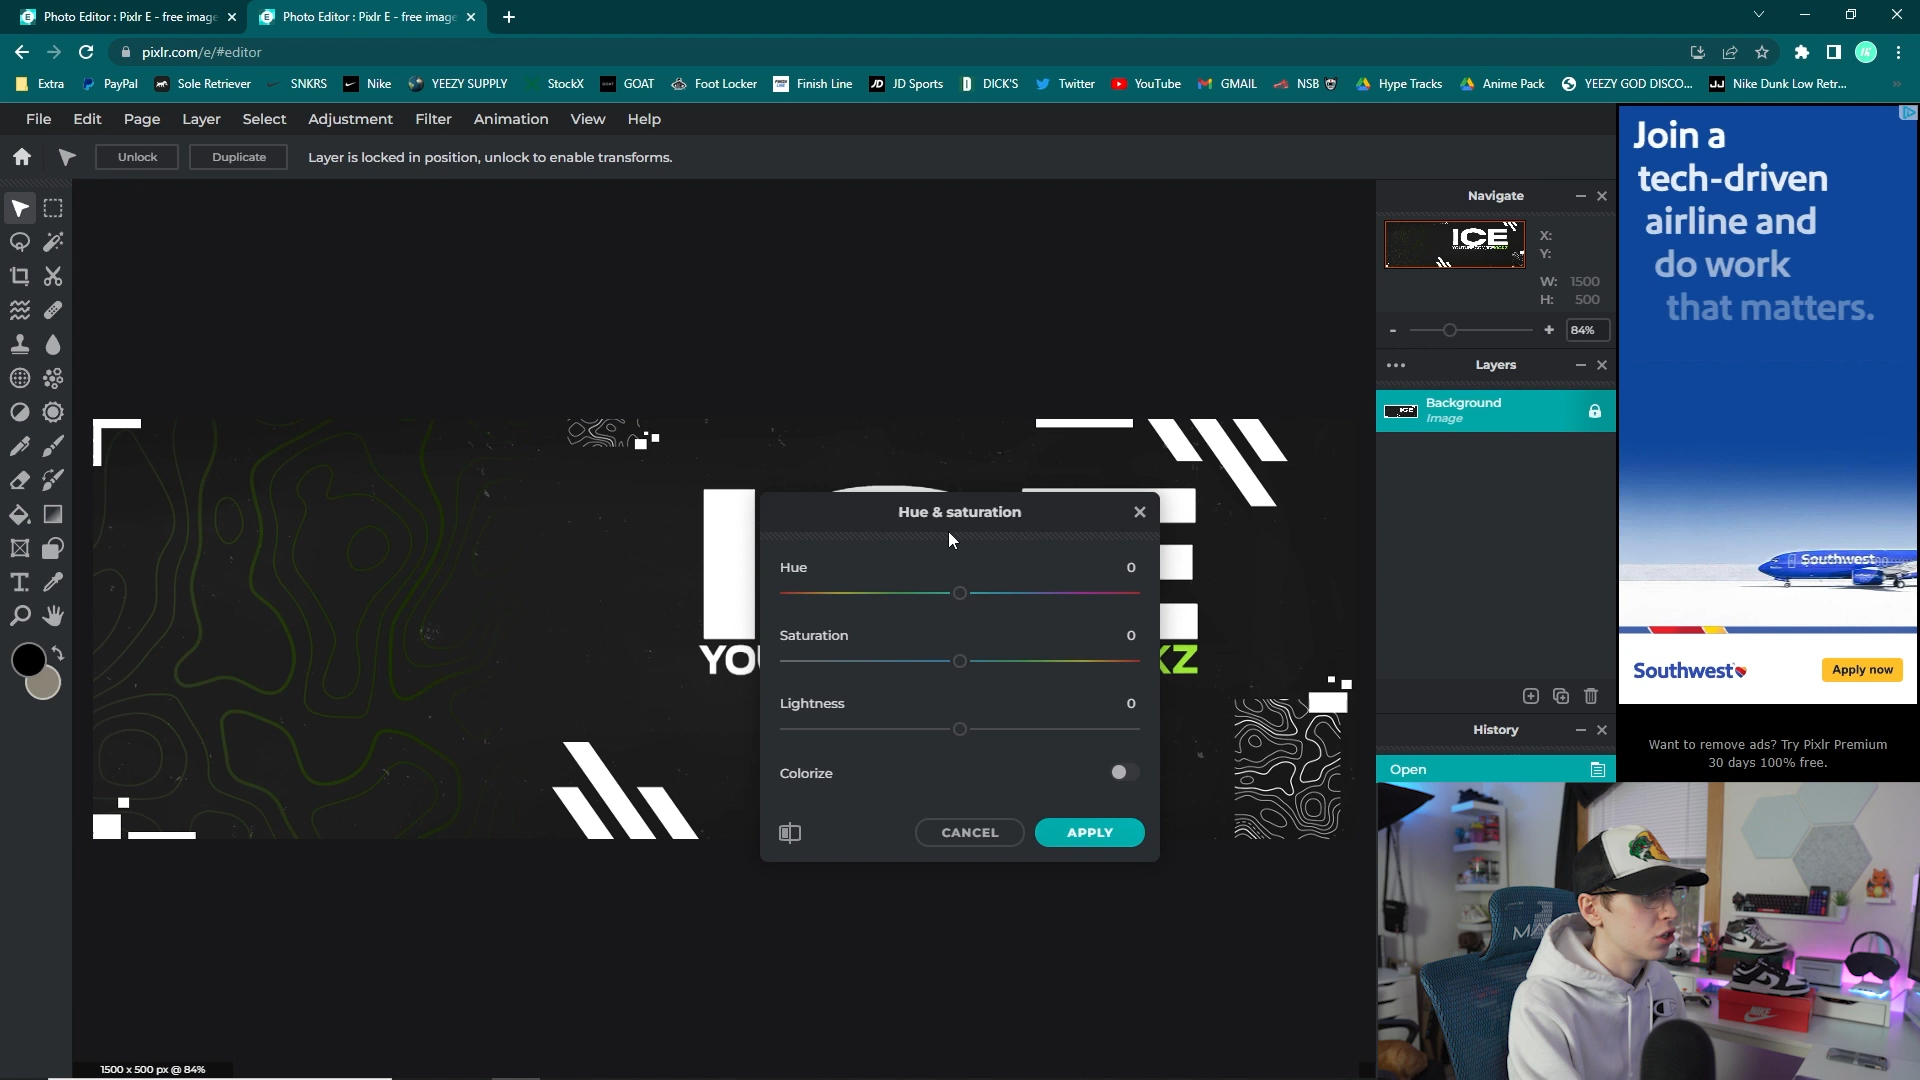 Photo Editor : Pixlr E - free image
Photo Editor : Pixlr E - free image
pixlr.com/e/#editor
Extra
PayPal
Sole Retriever
SNKRS
Nike
YEEZY SUPPLY
StockX
GOAT
Foot Locker
Finish Line
JD Sports
DICK'S
Twitter
YouTube
GMAIL
NSB
Hype Tracks
Anime Pack
YEEZY GOD DISCO...
Nike Dunk Low Retr...
File
Edit
Page
Layer
Select
Adjustment
Filter
Animation
View
Help
Unlock
Duplicate
Layer is locked in position, unlock to enable transforms.
Navigate
ICE
X:
Y:
W: 1500
H: 500
84%
Layers
Background
Image
History
Open
Hue & saturation
Hue
0
Saturation
0
Lightness
0
Colorize
CANCEL
APPLY
YOU
KZ
1500 x 500 px @ 84%
Join a
tech-driven
airline and
do work
that matters.
Southwest
Southwest
Apply now
Want to remove ads? Try Pixlr Premium
30 days 100% free.
NIKE